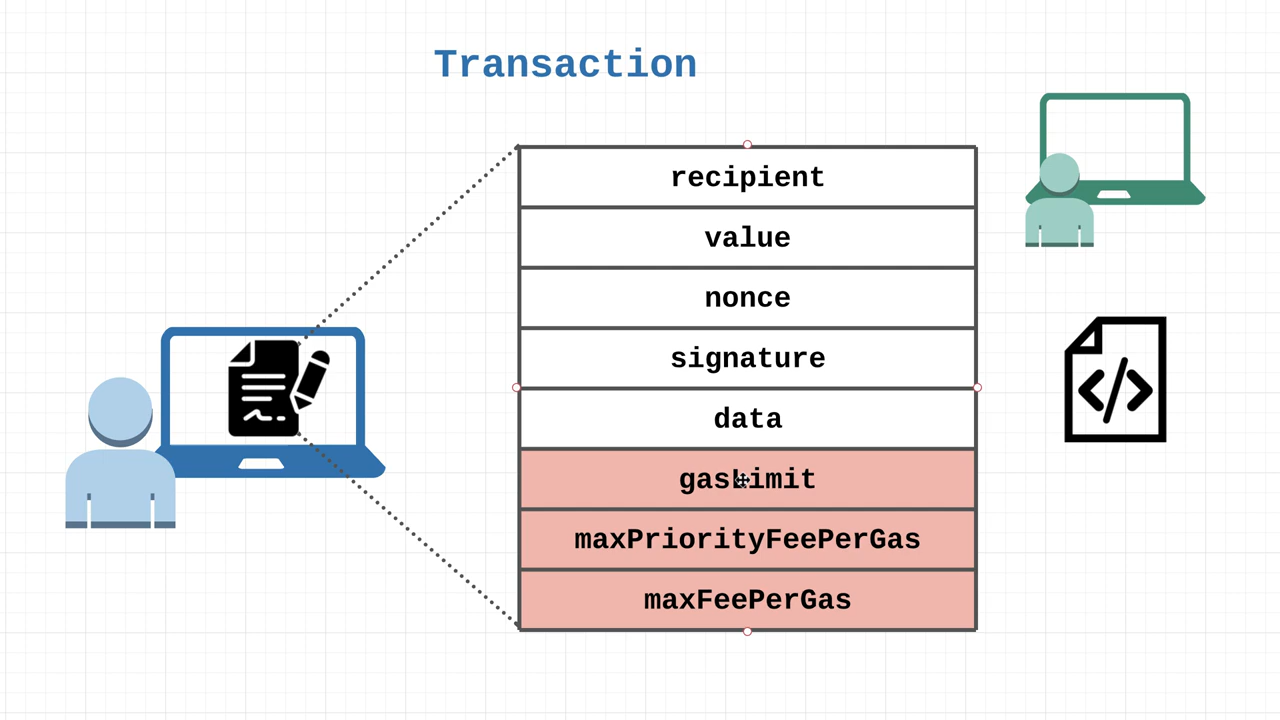 Transaction
recipient
value
nonce
signature
data
gasLimit
maxPriorityFeePerGas
maxFeePerGas
</>